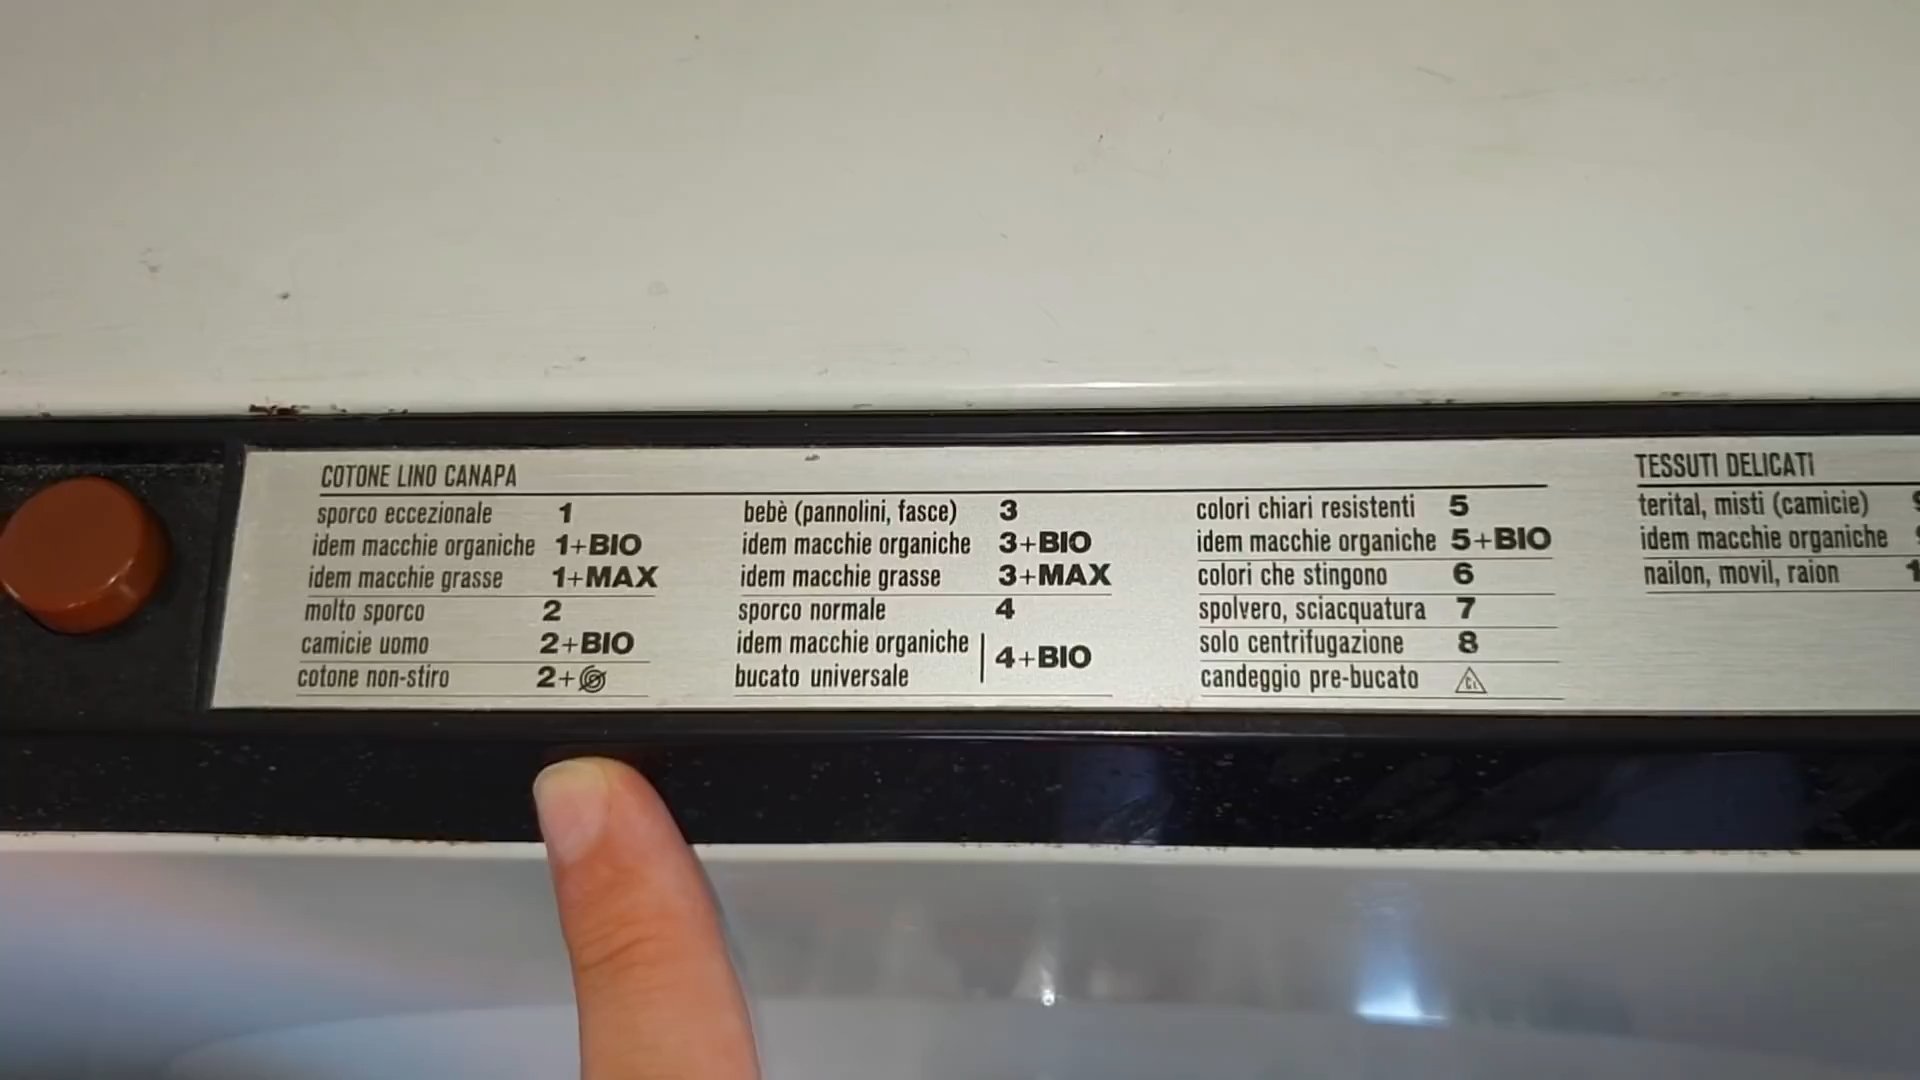 COTONE LINO CANAPA
sporco eccezionale 1
idem macchie organiche 1+BIO
idem macchie grasse 1+MAX
molto sporco 2
camicie uomo 2+BIO
cotone non-stiro 2+
bebè (pannolini, fasce) 3
idem macchie organiche 3+BIO
idem macchie grasse 3+MAX
sporco normale 4
idem macchie organiche
bucato universale 4+BIO
colori chiari resistenti 5
idem macchie organiche 5+BIO
colori che stingono 6
spolvero, sciacquatura 7
solo centrifugazione 8
candeggio pre-bucato CL
TESSUTI DELICATI
terital, misti (camicie)
idem macchie organiche
nailon, movil, raion